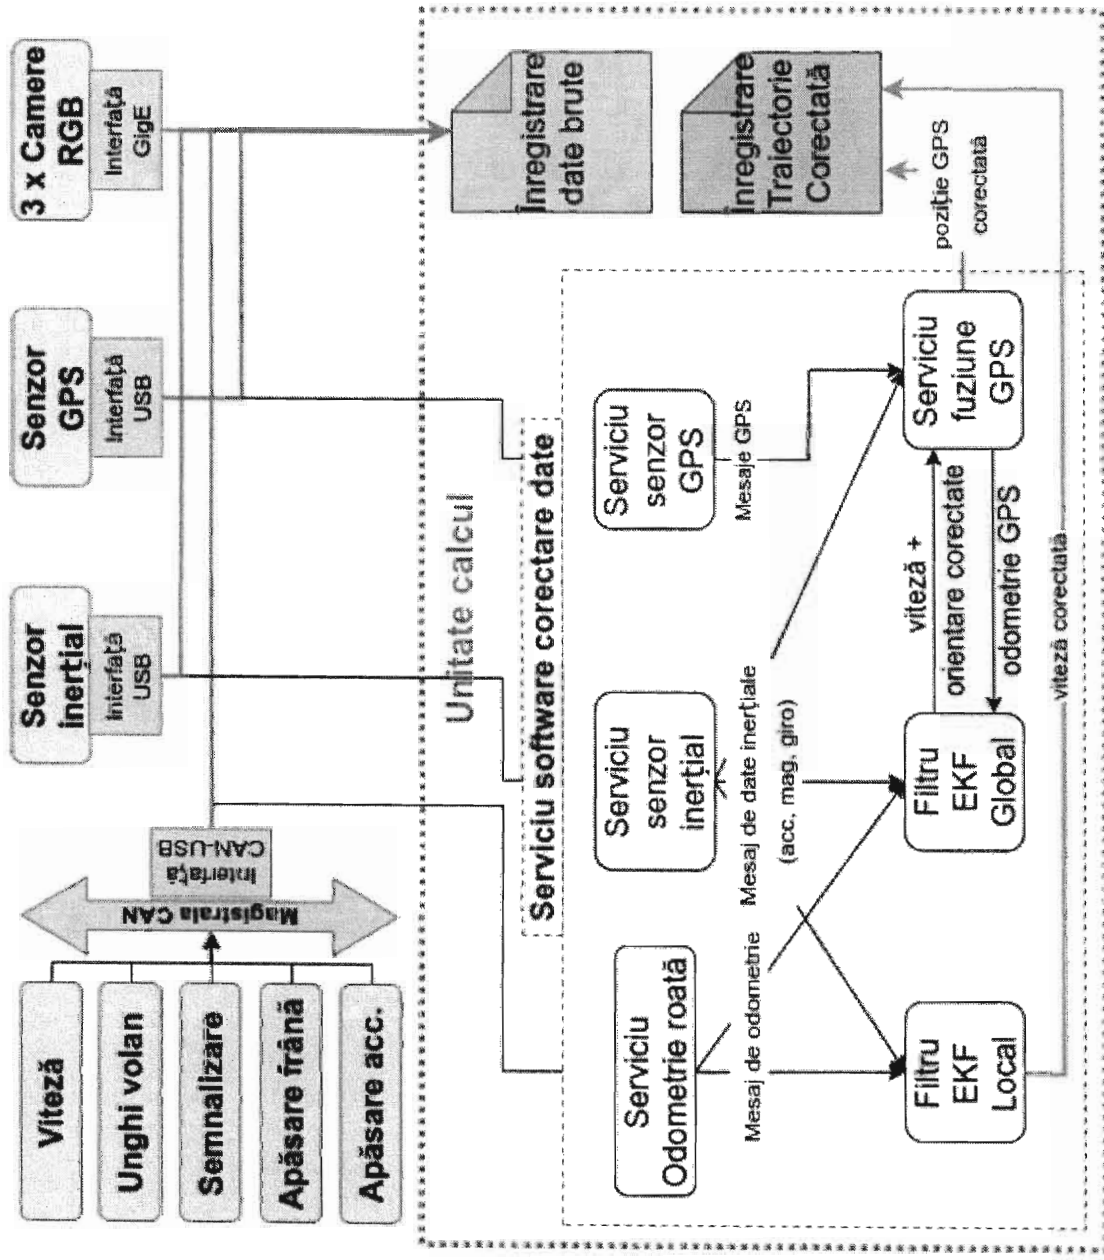 Viteză
Unghi volan
Semnalizare
Apăsare frână
Apăsare acc.
Magistrala CAN
Interfață
CAN-USB
Senzor
inerțial
Interfață
USB
Senzor
GPS
Interfață
USB
3 x Camere
RGB
Interfață
GigE
Unitate calcul
Serviciu software corectare date
Înregistrare
date brute
Înregistrare
Traiectorie
Corectată
Serviciu
Odometrie roată
Serviciu
senzor
inerțial
Serviciu
senzor
GPS
Mesaj de odometrie
Mesaj de date inerțiale
(acc, mag, giro)
Mesaje GPS
Filtru
EKF
Local
Filtru
EKF
Global
viteză +
orientare corectate
odometrie GPS
Serviciu
fuziune
GPS
poziție GPS
corectată
viteză corectată